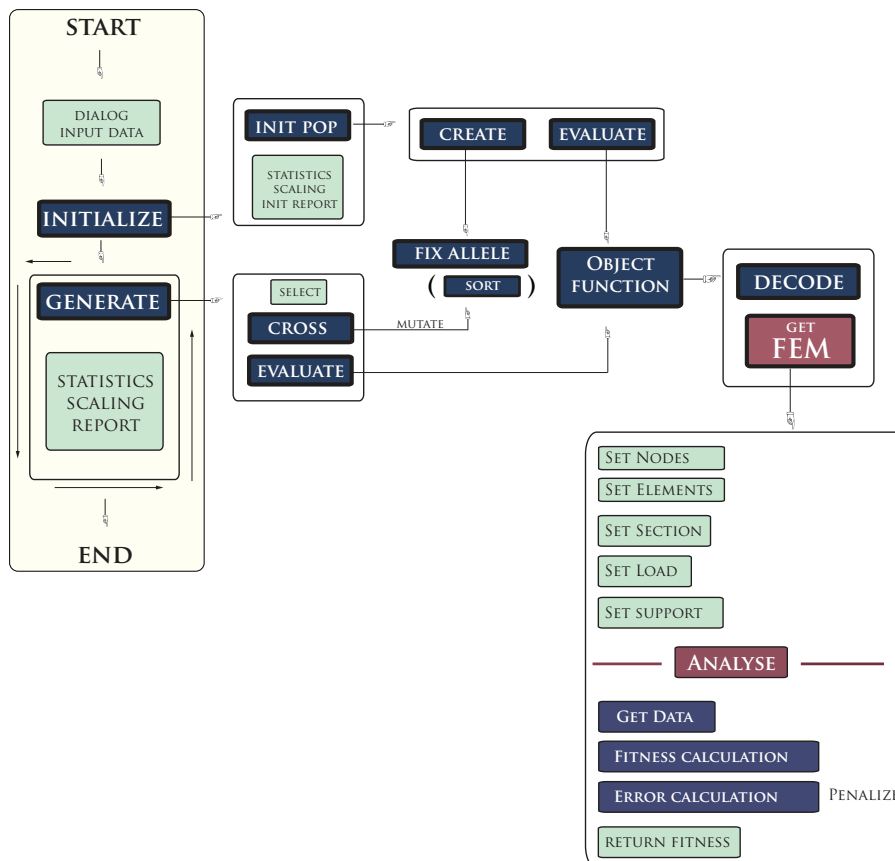 START
DIALOG
INPUT DATA
INITIALIZE
GENERATE
STATISTICS
SCALING
REPORT
END
INIT POP
STATISTICS
SCALING
INIT REPORT
SELECT
CROSS
MUTATE
EVALUATE
CREATE
EVALUATE
FIX ALLELE
( SORT )
OBJECT
FUNCTION
DECODE
GET
FEM
SET NODES
SET ELEMENTS
SET SECTION
SET LOAD
SET SUPPORT
ANALYSE
GET DATA
FITNESS CALCULATION
ERROR CALCULATION PENALIZE
RETURN FITNESS